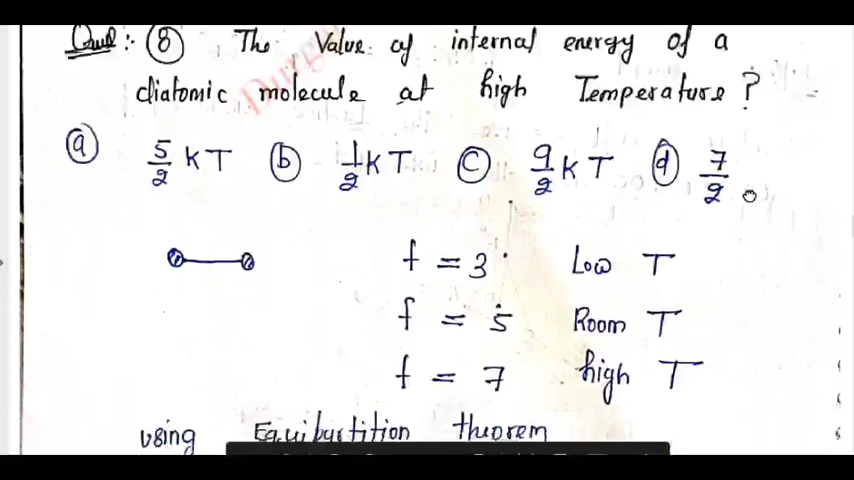 Que :- (8) The Value of internal energy of a
diatomic molecule at high Temperature ?
(a) 5/2 KT (b) 1/2 KT (c) 9/2 KT (d) 7/2
f = 3 Low T
f = 5 Room T
f = 7 high T
using Equipartition theorem